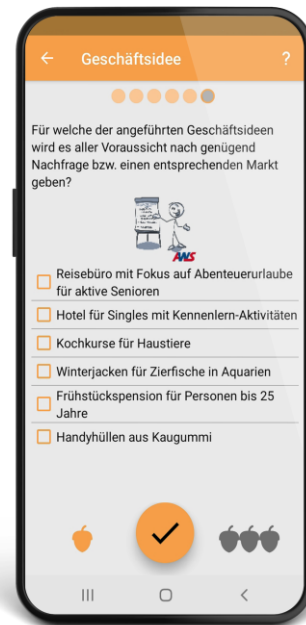 Geschäftsidee ?
Für welche der angeführten Geschäftsideen
wird es aller Voraussicht nach genügend
Nachfrage bzw. einen entsprechenden Markt
geben?
AWS
Reisebüro mit Fokus auf Abenteuerurlaube
für aktive Senioren
Hotel für Singles mit Kennenlern-Aktivitäten
Kochkurse für Haustiere
Winterjacken für Zierfische in Aquarien
Frühstückspension für Personen bis 25
Jahre
Handyhüllen aus Kaugummi